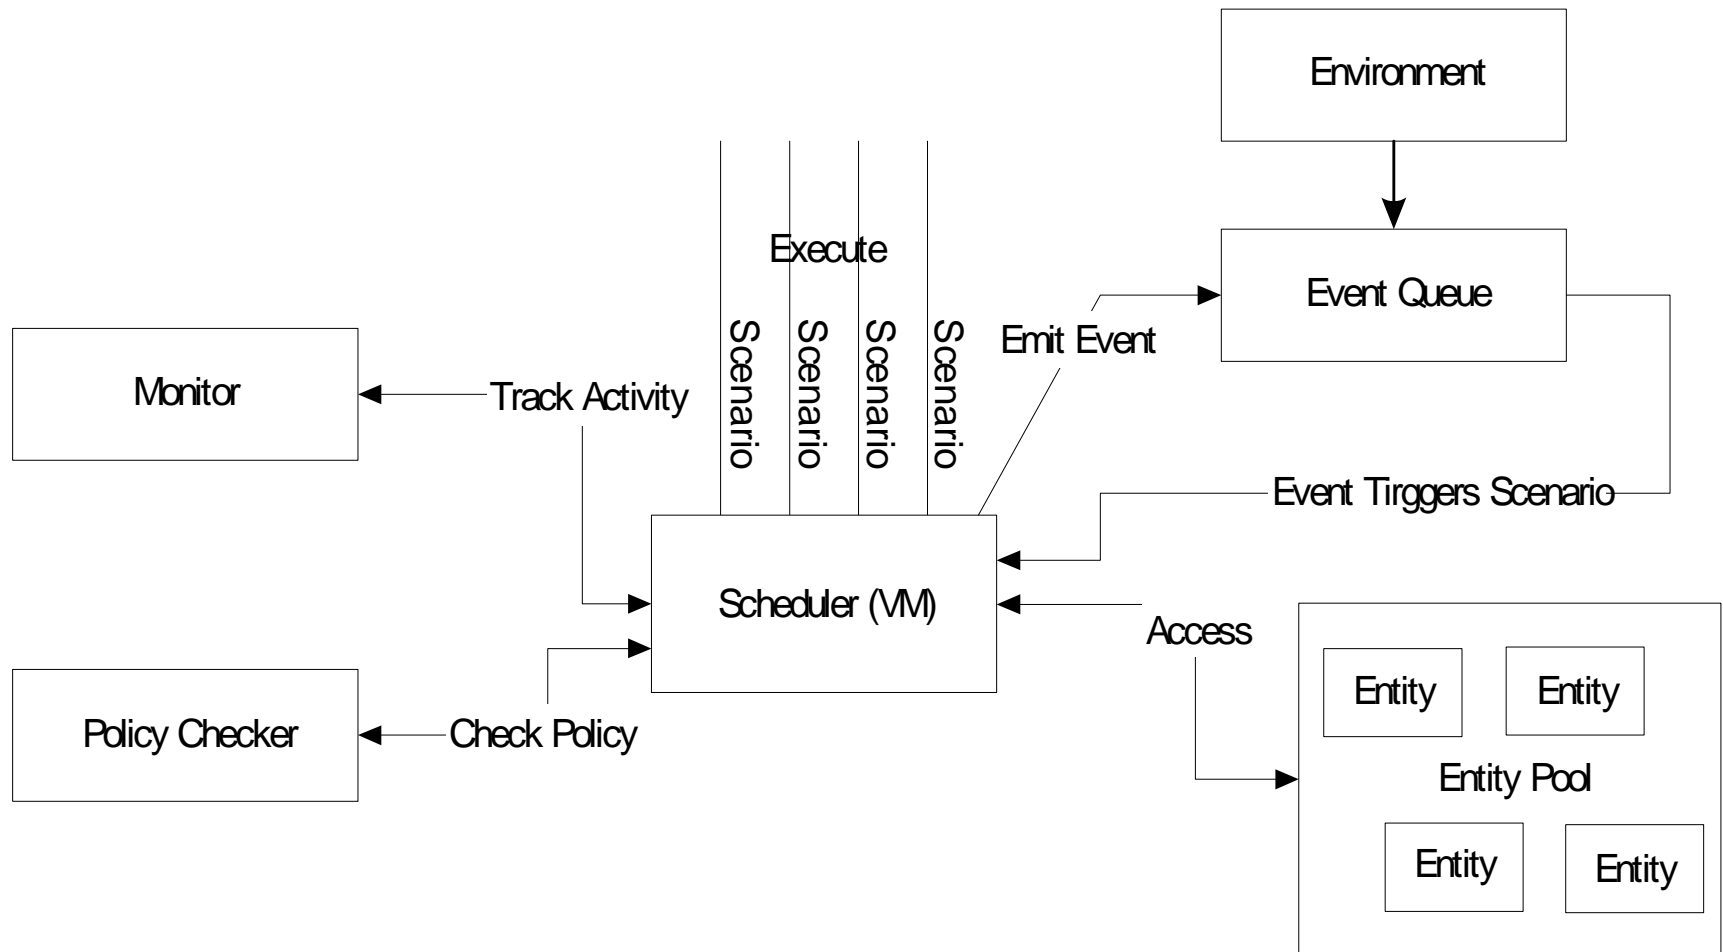 Environment
Execute
Event Queue
Scenario
Scenario
Scenario
Scenario
Emit Event
Monitor
Track Activity
Event Tirggers Scenario
Scheduler (VM)
Access
Policy Checker
Check Policy
Entity
Entity
Entity Pool
Entity
Entity